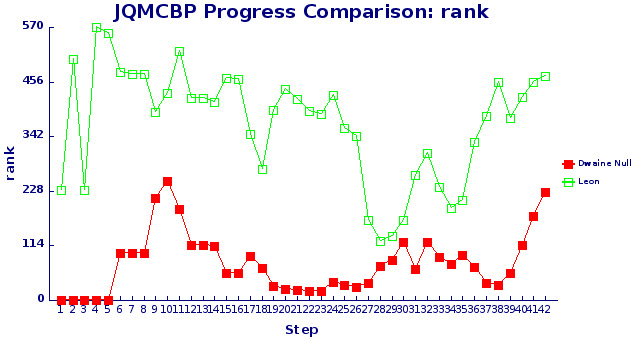 JQMCBP Progress Comparison: rank
570
456
342
228
114
0
rank
1 2 3 4 5 6 7 8 9 10 11 12 13 14 15 16 17 18 19 20 21 22 23 24 25 26 27 28 29 30 31 32 33 34 35 36 37 38 39 40 41 42
Step
Dwaine Null
Leon